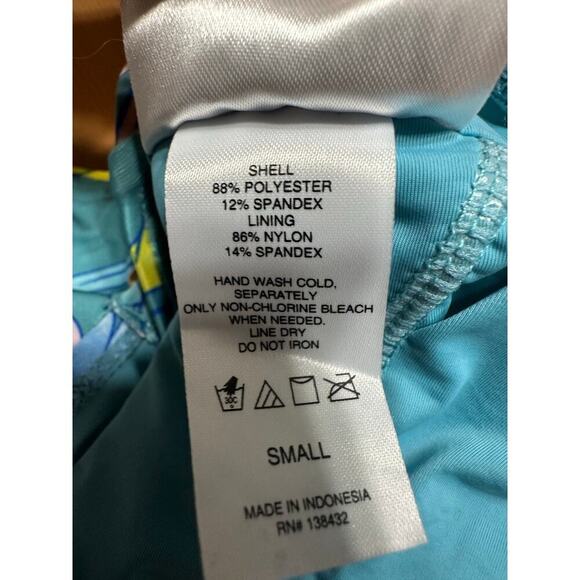 SHELL
88% POLYESTER
12% SPANDEX
LINING
86% NYLON
14% SPANDEX
HAND WASH COLD,
SEPARATELY
ONLY NON-CHLORINE BLEACH
WHEN NEEDED.
LINE DRY
DO NOT IRON
30C
SMALL
MADE IN INDONESIA
RN# 138432